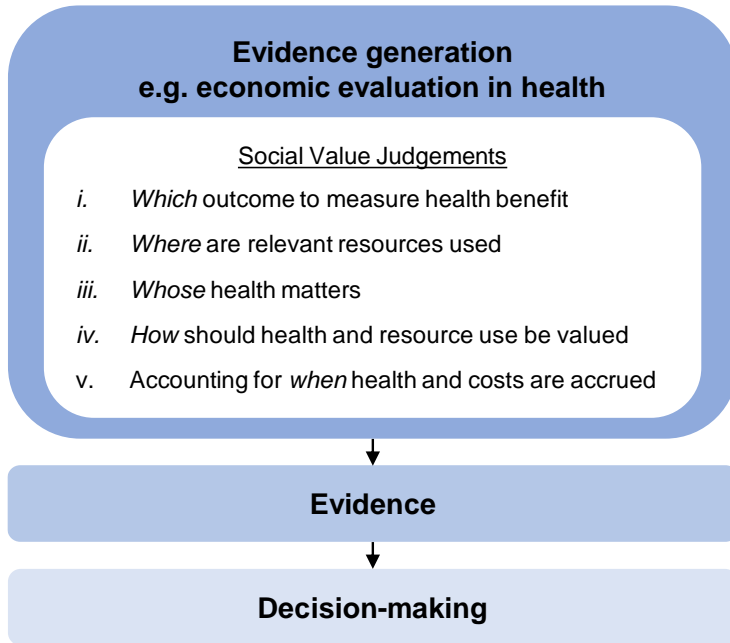 Evidence generation
e.g. economic evaluation in health
Social Value Judgements
i. Which outcome to measure health benefit
ii. Where are relevant resources used
iii. Whose health matters
iv. How should health and resource use be valued
v. Accounting for when health and costs are accrued
Evidence
Decision-making